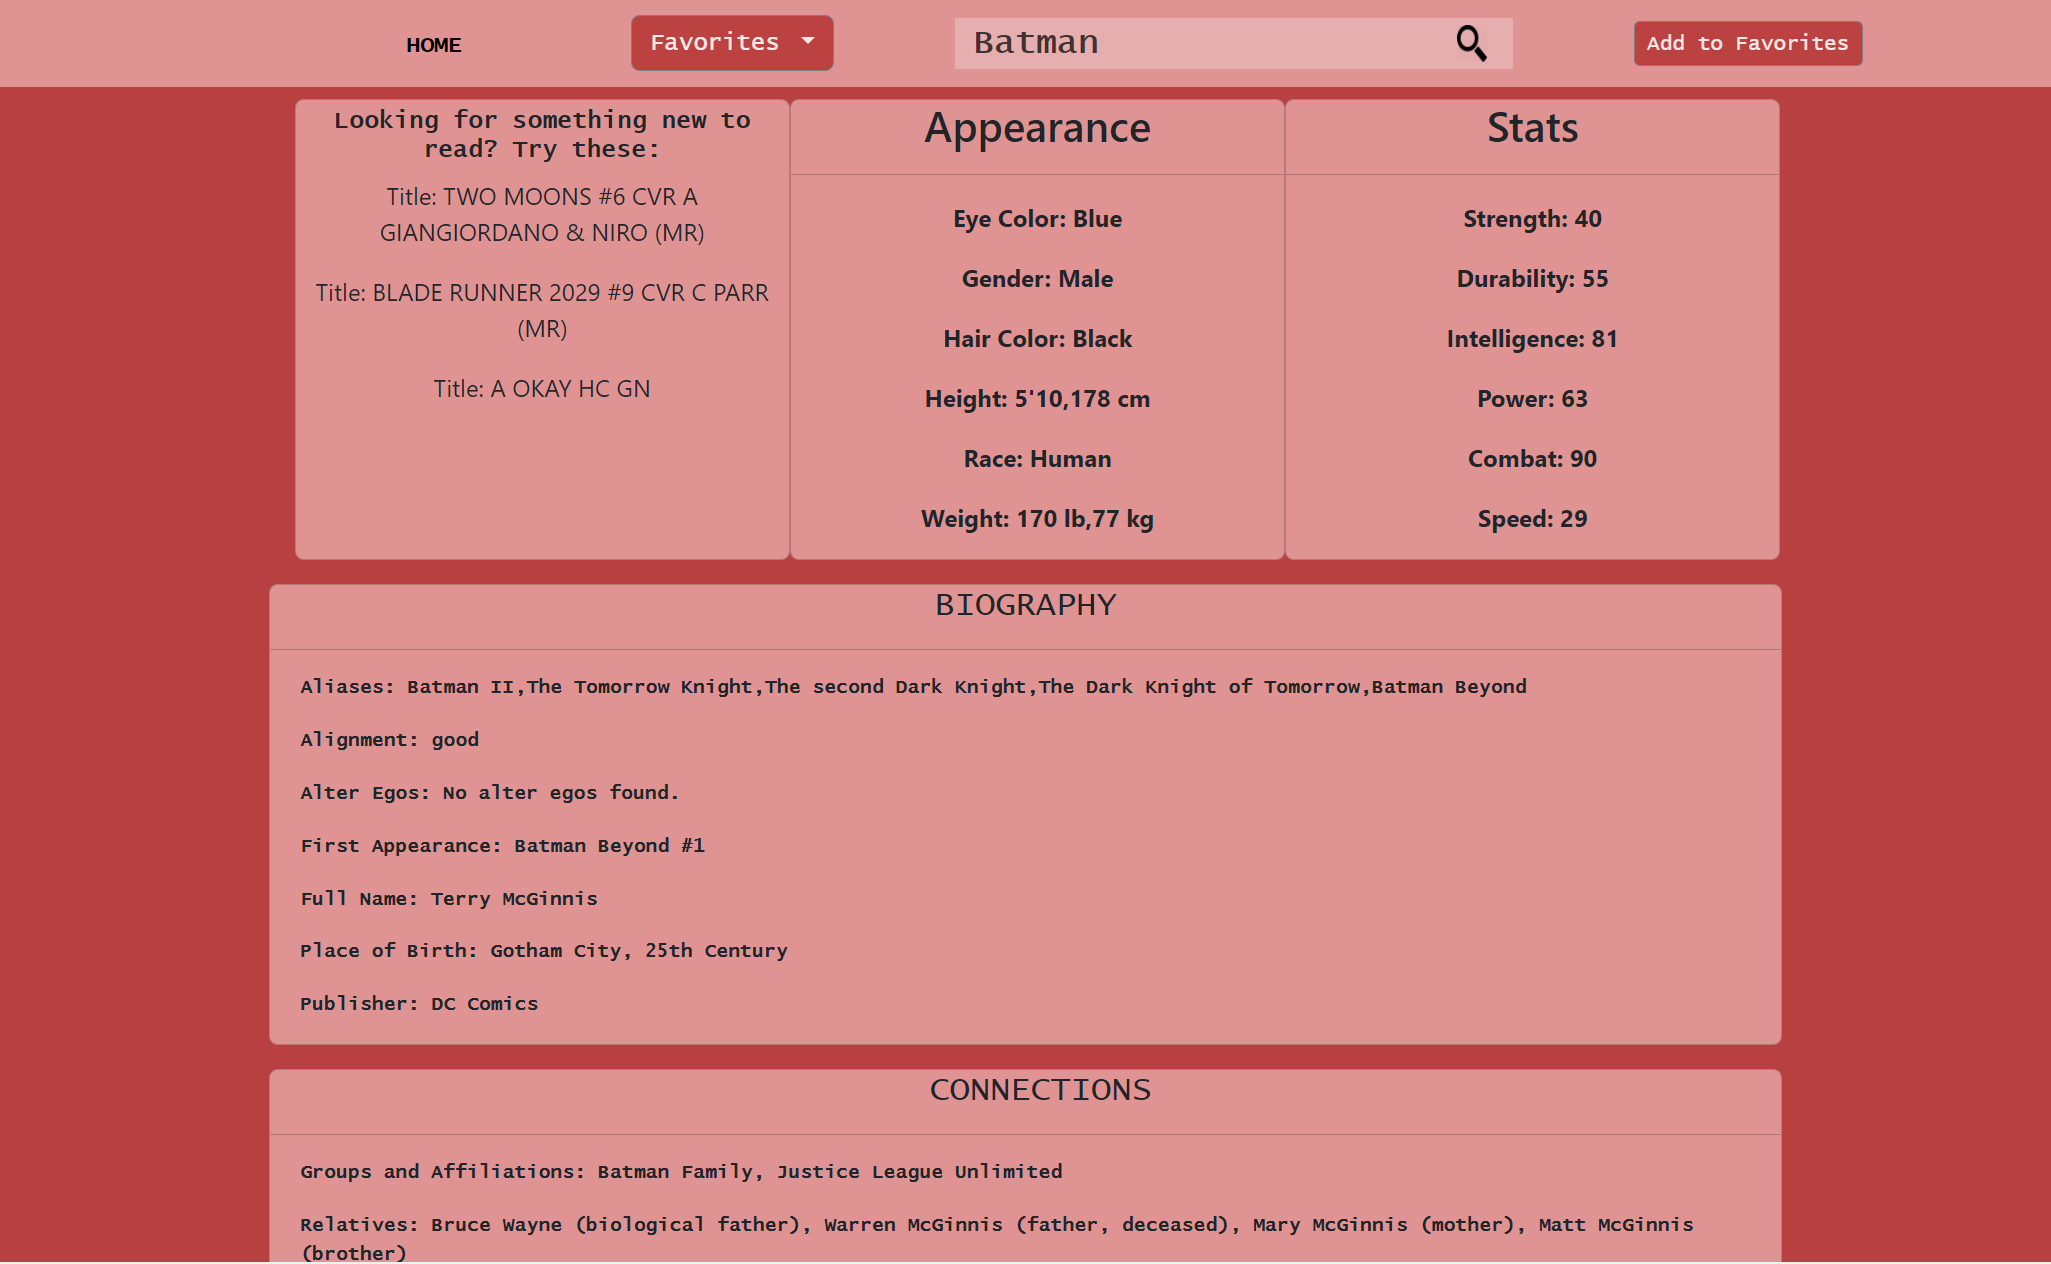 HOME
Favorites
Batman
Add to Favorites
Looking for something new to
read? Try these:
Title: TWO MOONS #6 CVR A
GIANGIORDANO & NIRO (MR)
Title: BLADE RUNNER 2029 #9 CVR C PARR
(MR)
Title: A OKAY HC GN
Appearance
Eye Color: Blue
Gender: Male
Hair Color: Black
Height: 5'10,178 cm
Race: Human
Weight: 170 lb,77 kg
Stats
Strength: 40
Durability: 55
Intelligence: 81
Power: 63
Combat: 90
Speed: 29
BIOGRAPHY
Aliases: Batman II,The Tomorrow Knight,The second Dark Knight,The Dark Knight of Tomorrow,Batman Beyond
Alignment: good
Alter Egos: No alter egos found.
First Appearance: Batman Beyond #1
Full Name: Terry McGinnis
Place of Birth: Gotham City, 25th Century
Publisher: DC Comics
CONNECTIONS
Groups and Affiliations: Batman Family, Justice League Unlimited
Relatives: Bruce Wayne (biological father), Warren McGinnis (father, deceased), Mary McGinnis (mother), Matt McGinnis
(brother)